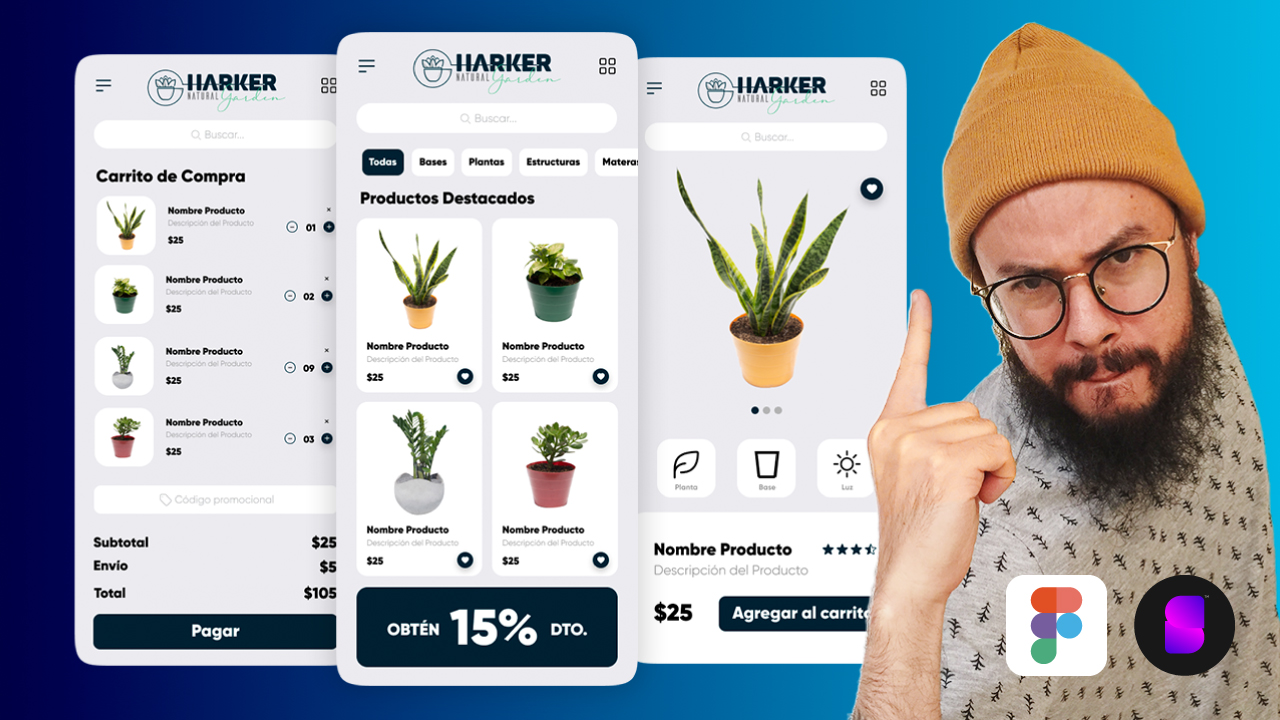 HARKER
NATURAL garden
Buscar...
Carrito de Compra
Nombre Producto
Descripción del Producto
$25
01
Nombre Producto
Descripción del Producto
$25
02
Nombre Producto
Descripción del Producto
$25
09
Nombre Producto
Descripción del Producto
$25
03
Código promocional
Subtotal $25
Envío $5
Total $105
Pagar
HARKER
NATURAL garden
Buscar...
Todas Bases Plantas Estructuras Materas
Productos Destacados
Nombre Producto
Descripción del Producto
$25
Nombre Producto
Descripción del Producto
$25
Nombre Producto
Descripción del Producto
$25
Nombre Producto
Descripción del Producto
$25
OBTÉN 15% DTO.
HARKER
NATURAL garden
Buscar...
Planta Base Luz
Nombre Producto
Descripción del Producto
$25 Agregar al carrito